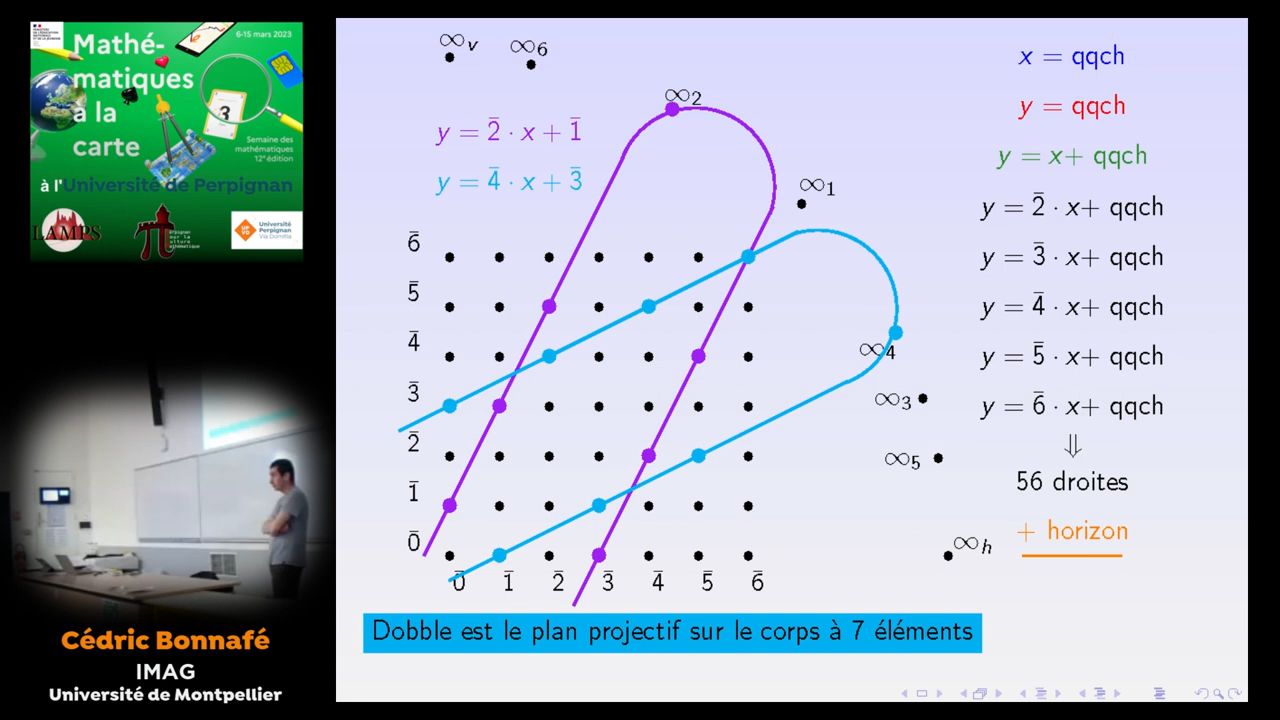 6-15 mars 2023
Mathé-
matiques
à la
carte
3
Semaine des
mathématiques
12e édition
à l'Université de Perpignan
LAMPS
Université
Perpignan
Via Domitia
Cédric Bonnafé
IMAG
Université de Montpellier
∞v
∞6
∞2
y = 2̄ · x + 1̄
y = 4̄ · x + 3̄
∞1
∞4
∞3
∞5
∞h
6̄
5̄
4̄
3̄
2̄
1̄
0̄
0̄ 1̄ 2̄ 3̄ 4̄ 5̄ 6̄
x = qqch
y = qqch
y = x+ qqch
y = 2̄ · x+ qqch
y = 3̄ · x+ qqch
y = 4̄ · x+ qqch
y = 5̄ · x+ qqch
y = 6̄ · x+ qqch
⇓
56 droites
+ horizon
Dobble est le plan projectif sur le corps à 7 éléments